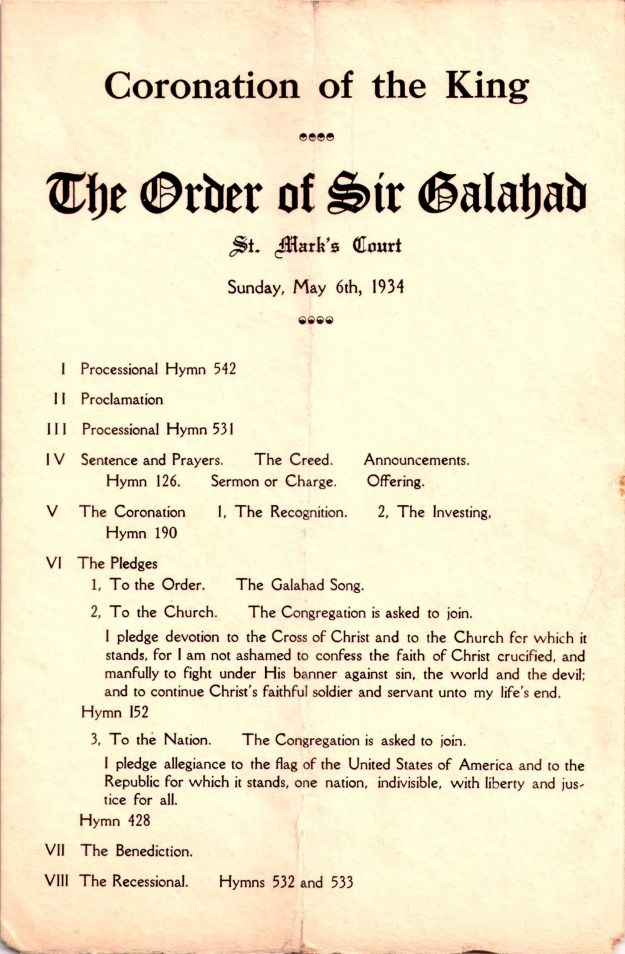 Coronation of the King
The Order of Sir Galahad
St. Mark's Court
Sunday, May 6th, 1934
I Processional Hymn 542
II Proclamation
III Processional Hymn 531
IV Sentence and Prayers. The Creed. Announcements.
Hymn 126. Sermon or Charge. Offering.
V The Coronation 1, The Recognition. 2, The Investing,
Hymn 190
VI The Pledges
1, To the Order. The Galahad Song.
2, To the Church. The Congregation is asked to join.
I pledge devotion to the Cross of Christ and to the Church for which it
stands, for I am not ashamed to confess the faith of Christ crucified, and
manfully to fight under His banner against sin, the world and the devil;
and to continue Christ's faithful soldier and servant unto my life's end.
Hymn 152
3, To the Nation. The Congregation is asked to join.
I pledge allegiance to the flag of the United States of America and to the
Republic for which it stands, one nation, indivisible, with liberty and jus-
tice for all.
Hymn 428
VII The Benediction.
VIII The Recessional. Hymns 532 and 533